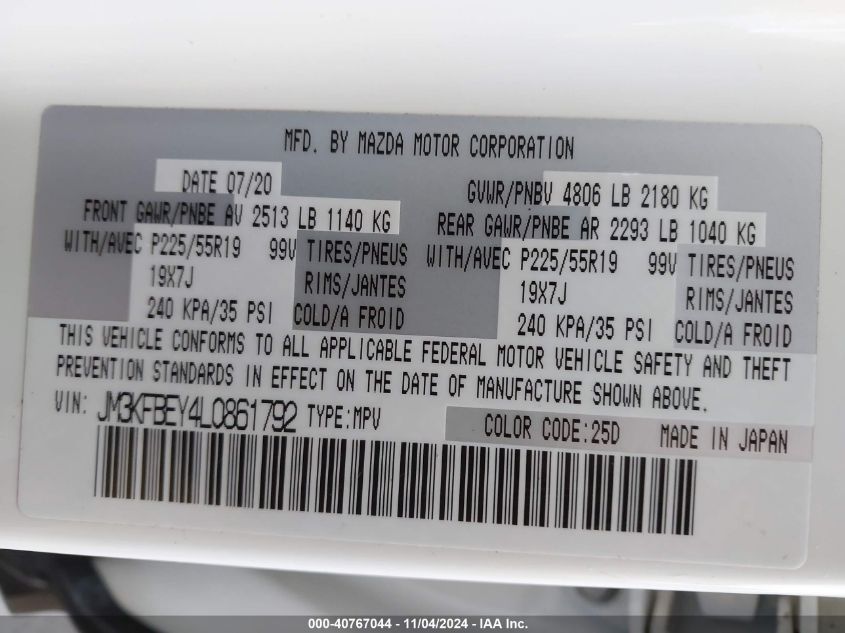 MFD. BY MAZDA MOTOR CORPORATION
DATE 07/20
GVWR/PNBV 4806 LB 2180 KG
FRONT GAWR/PNBE AV 2513 LB 1140 KG
REAR GAWR/PNBE AR 2293 LB 1040 KG
WITH/AVEC P225/55R19 99V TIRES/PNEUS WITH/AVEC P225/55R19 99V TIRES/PNEUS
19X7J RIMS/JANTES 19X7J RIMS/JANTES
240 KPA/35 PSI COLD/A FROID 240 KPA/35 PSI COLD/A FROID
THIS VEHICLE CONFORMS TO ALL APPLICABLE FEDERAL MOTOR VEHICLE SAFETY AND THEFT
PREVENTION STANDARDS IN EFFECT ON THE DATE OF MANUFACTURE SHOWN ABOVE.
VIN: JM3KFBEY4L0861792 TYPE:MPV COLOR CODE:25D MADE IN JAPAN
000-40767044 - 11/04/2024 - IAA Inc.